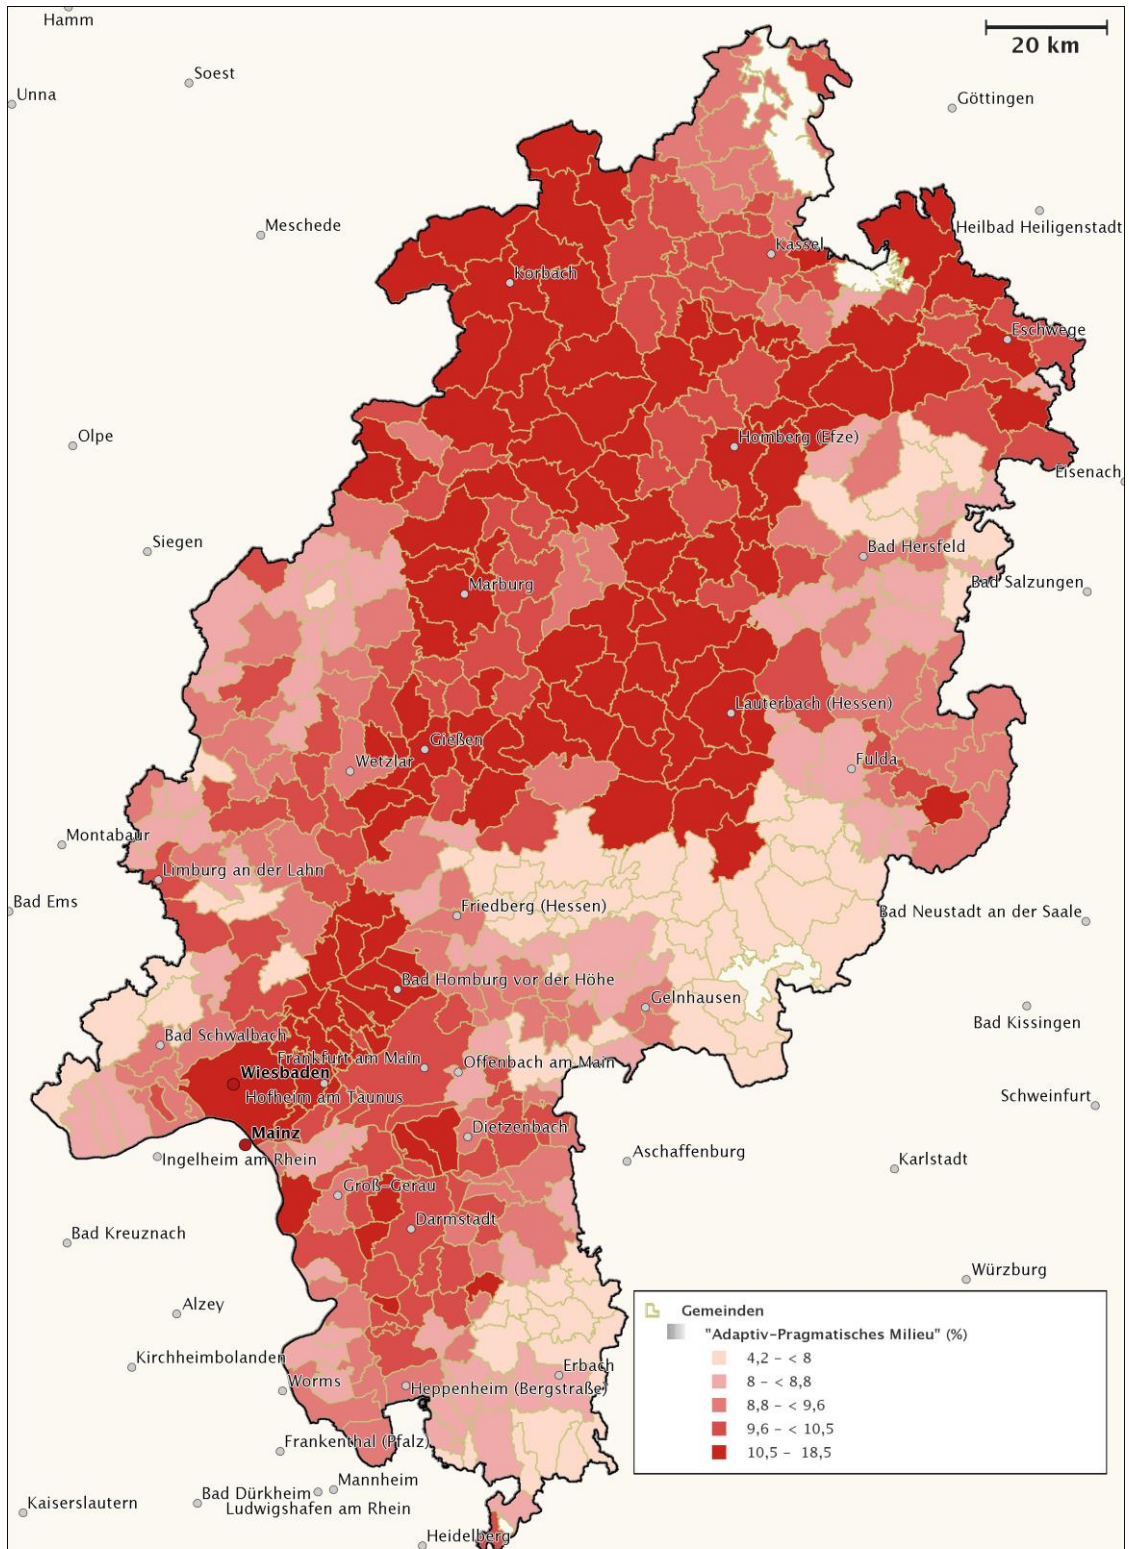 Hamm
20 km
Soest
Unna
Göttingen
Meschede
Heilbad Heiligenstadt
Kassel
Korbach
Eschwege
Olpe
Homberg (Efze)
Eisenach
Siegen
Bad Hersfeld
Marburg
Bad Salzungen
Lauterbach (Hessen)
Gießen
Wetzlar
Fulda
Montabaur
Limburg an der Lahn
Bad Ems
Friedberg (Hessen)
Bad Neustadt an der Saale
Bad Homburg vor der Höhe
Gelnhausen
Bad Kissingen
Bad Schwalbach
Frankfurt am Main
Offenbach am Main
Wiesbaden
Hofheim am Taunus
Schweinfurt
Mainz
Dietzenbach
Ingelheim am Rhein
Aschaffenburg
Karlstadt
Groß-Gerau
Darmstadt
Bad Kreuznach
Würzburg
Alzey
Kirchheimbolanden
Erbach
Worms
Heppenheim (Bergstraße)
Frankenthal (Pfalz)
Mannheim
Bad Dürkheim
Ludwigshafen am Rhein
Kaiserslautern
Heidelberg
Gemeinden
"Adaptiv-Pragmatisches Milieu" (%)
4,2 - < 8
8 - < 8,8
8,8 - < 9,6
9,6 - < 10,5
10,5 - 18,5